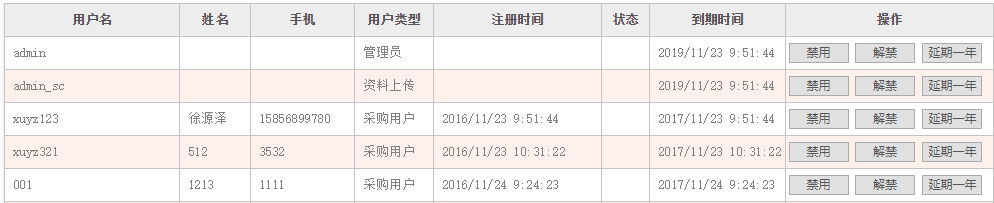 用户名 姓名 手机 用户类型 注册时间 状态 到期时间 操作
admin 管理员 2019/11/23 9:51:44 禁用 解禁 延期一年
admin_sc 资料上传 2019/11/23 9:51:44 禁用 解禁 延期一年
xuyz123 徐源泽 15856899780 采购用户 2016/11/23 9:51:44 2017/11/23 9:51:44 禁用 解禁 延期一年
xuyz321 512 3532 采购用户 2016/11/23 10:31:22 2017/11/23 10:31:22 禁用 解禁 延期一年
001 1213 1111 采购用户 2016/11/24 9:24:23 2017/11/24 9:24:23 禁用 解禁 延期一年